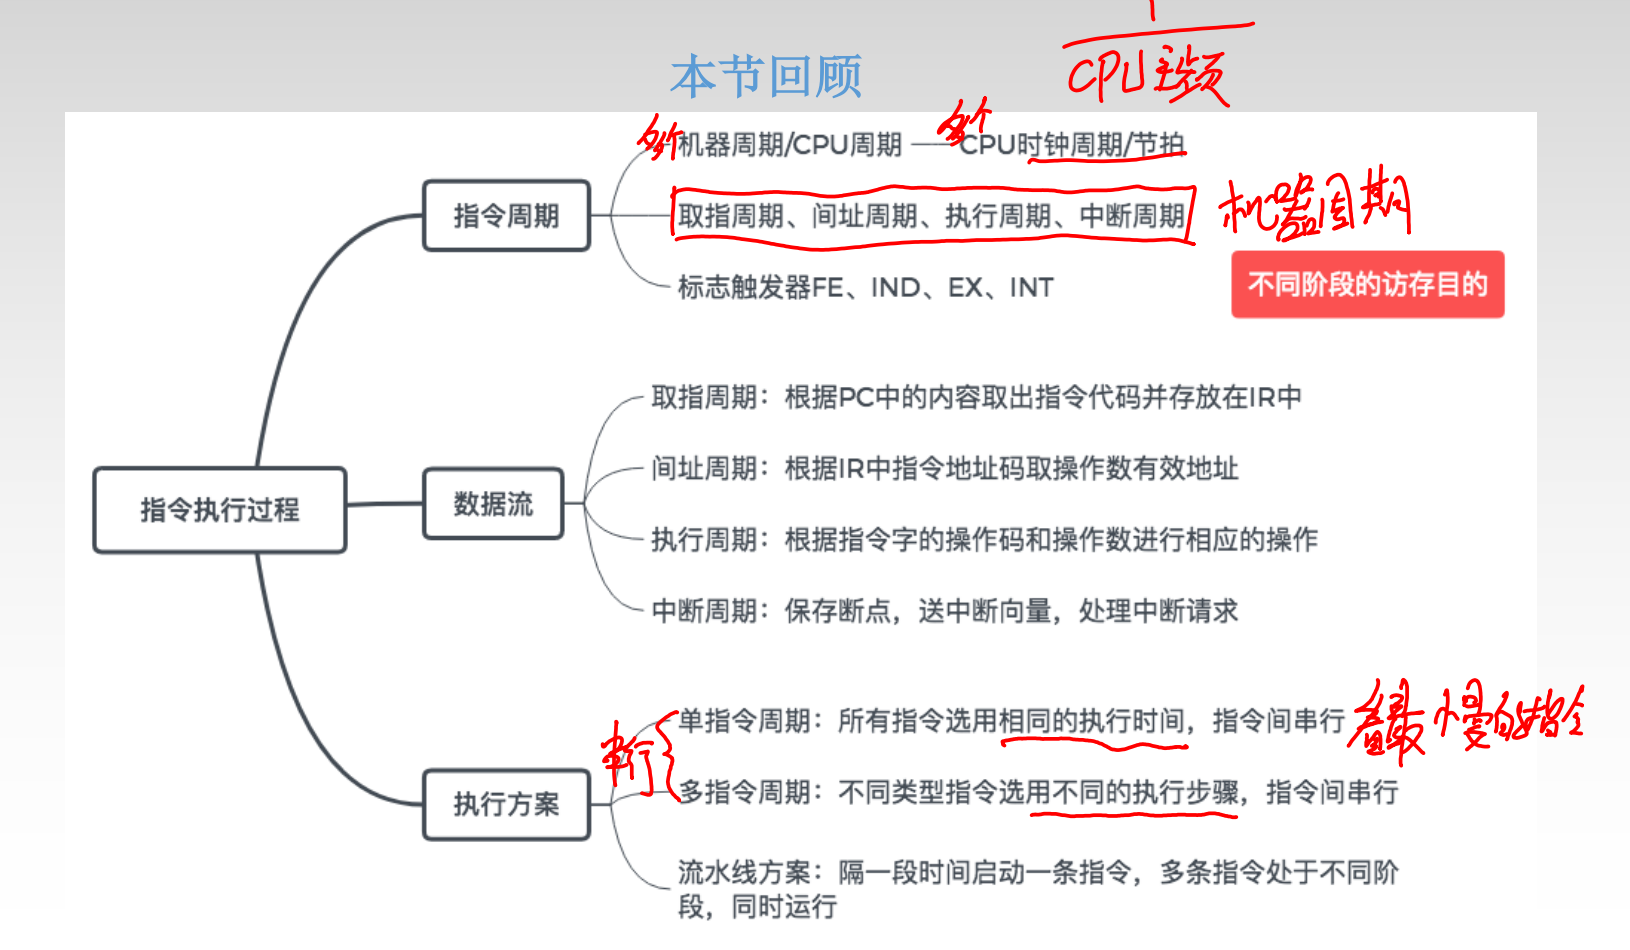 1
CPU主频
本节回顾
多个
机器周期/CPU周期
多个
CPU时钟周期/节拍
指令周期
取指周期、间址周期、执行周期、中断周期
机器周期
标志触发器FE、IND、EX、INT
不同阶段的访存目的
取指周期：根据PC中的内容取出指令代码并存放在IR中
间址周期：根据IR中指令地址码取操作数有效地址
指令执行过程
数据流
执行周期：根据指令字的操作码和操作数进行相应的操作
中断周期：保存断点，送中断向量，处理中断请求
单指令周期：所有指令选用相同的执行时间，指令间串行
看最慢的指令
串行
多指令周期：不同类型指令选用不同的执行步骤，指令间串行
执行方案
流水线方案：隔一段时间启动一条指令，多条指令处于不同阶
段，同时运行